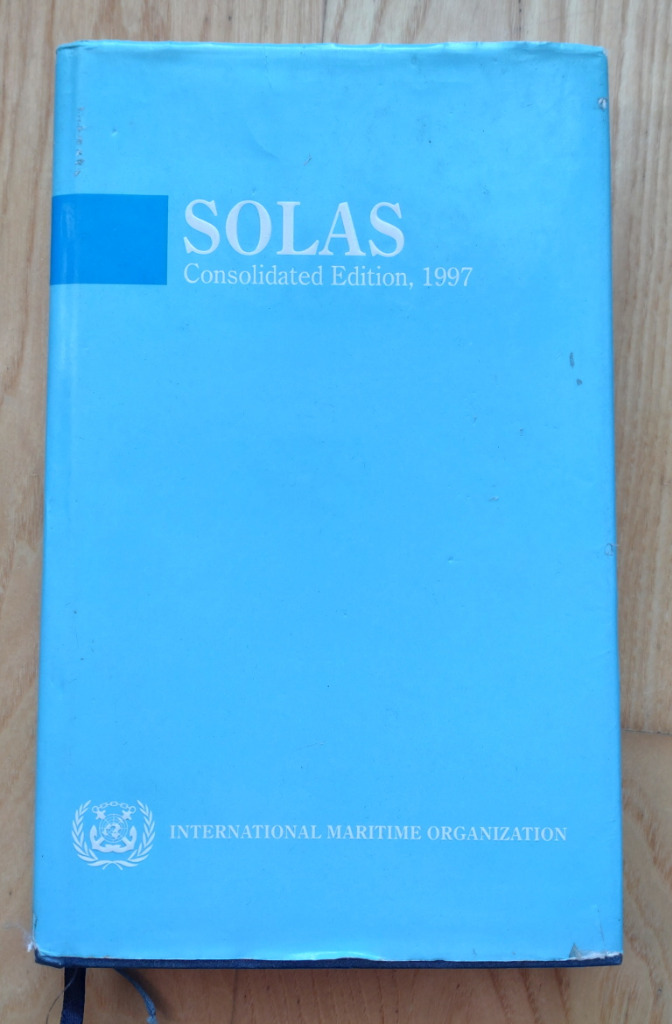 SOLAS
Consolidated Edition, 1997
INTERNATIONAL MARITIME ORGANIZATION